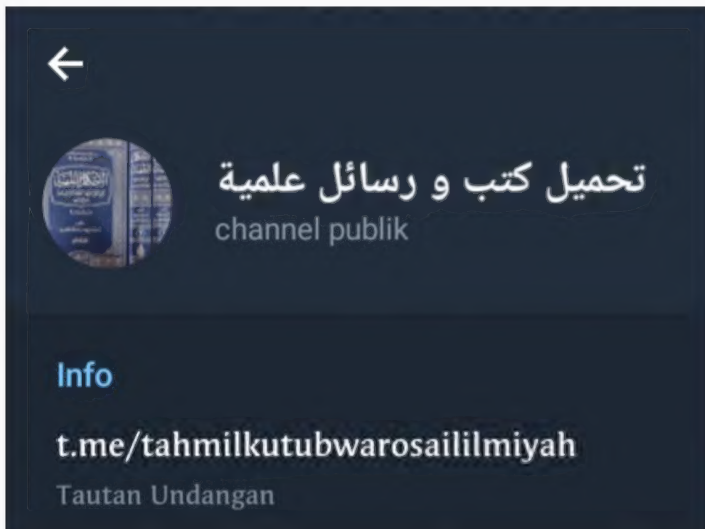 تحميل كتب و رسائل علمية
channel publik
Info
t.me/tahmilkutubwarosaililmiyah
Tautan Undangan